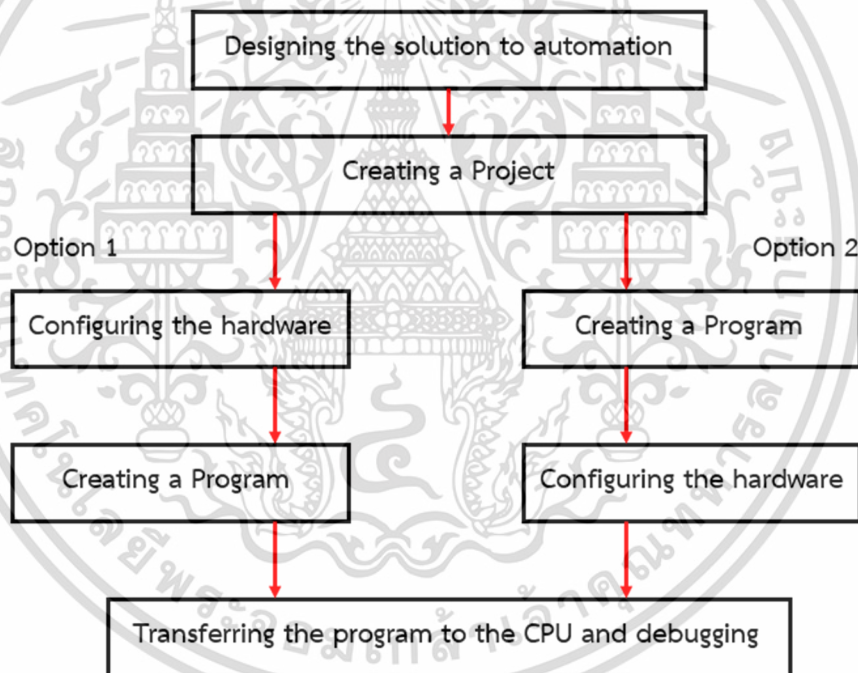 Designing the solution to automation
Creating a Project
Option 1
Option 2
Configuring the hardware
Creating a Program
Creating a Program
Configuring the hardware
Transferring the program to the CPU and debugging